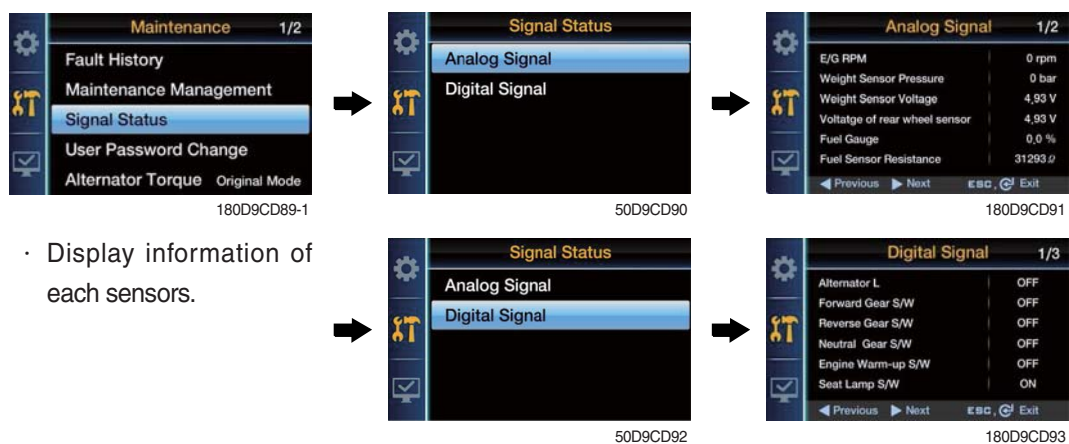 Maintenance 1/2
Fault History
Maintenance Management
Signal Status
User Password Change
Alternator Torque Original Mode
180D9CD89-1
Signal Status
Analog Signal
Digital Signal
50D9CD90
Analog Signal 1/2
E/G RPM 0 rpm
Weight Sensor Pressure 0 bar
Weight Sensor Voltage 4,93 V
Voltatge of rear wheel sensor 4,93 V
Fuel Gauge 0,0 %
Fuel Sensor Resistance 31293 Ω
◀ Previous ▶ Next ESC, Exit
180D9CD91
· Display information of
each sensors.
Signal Status
Analog Signal
Digital Signal
50D9CD92
Digital Signal 1/3
Alternator L OFF
Forward Gear S/W OFF
Reverse Gear S/W OFF
Neutral Gear S/W OFF
Engine Warm-up S/W OFF
Seat Lamp S/W ON
◀ Previous ▶ Next ESC, Exit
180D9CD93